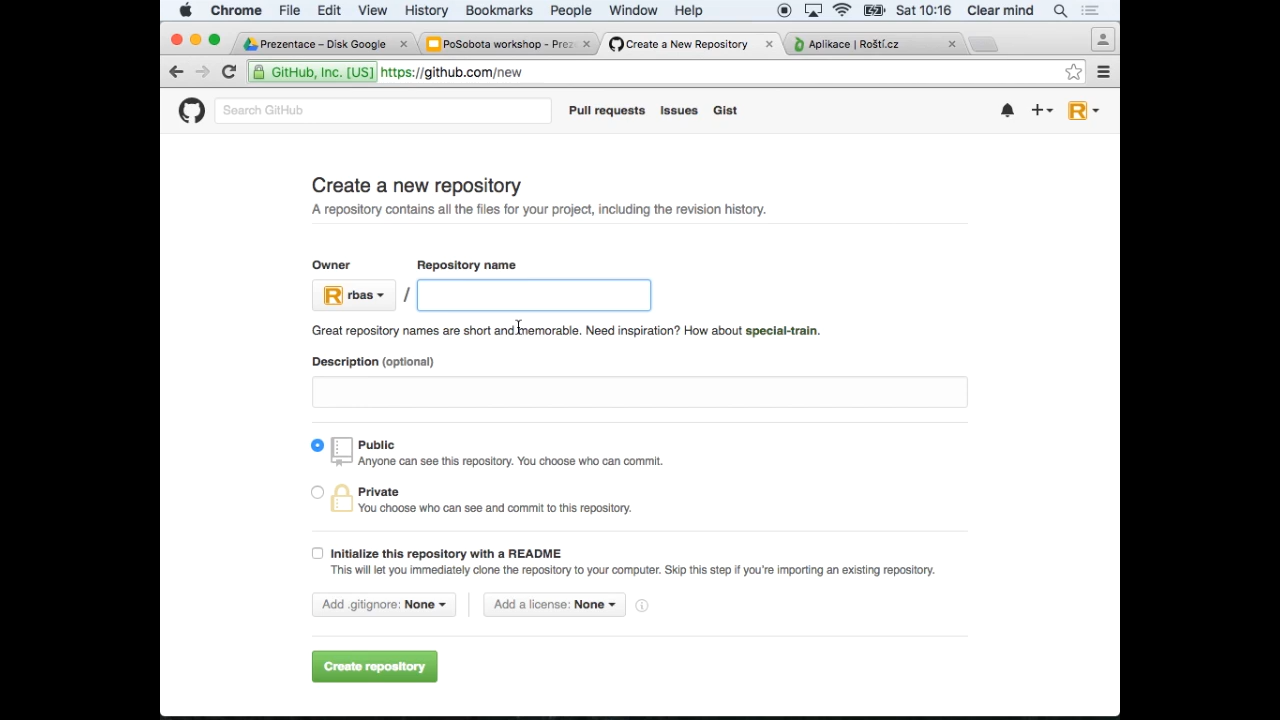 Chrome File Edit View History Bookmarks People Window Help Sat 10:16 Clear mind
Prezentace – Disk Google PoSobota workshop - Prez Create a New Repository Aplikace | Roští.cz
GitHub, Inc. [US] https://github.com/new
Search GitHub Pull requests Issues Gist
Create a new repository
A repository contains all the files for your project, including the revision history.
Owner Repository name
R rbas /
Great repository names are short and memorable. Need inspiration? How about special-train.
Description (optional)
Public
Anyone can see this repository. You choose who can commit.
Private
You choose who can see and commit to this repository.
Initialize this repository with a README
This will let you immediately clone the repository to your computer. Skip this step if you’re importing an existing repository.
Add .gitignore: None Add a license: None
Create repository